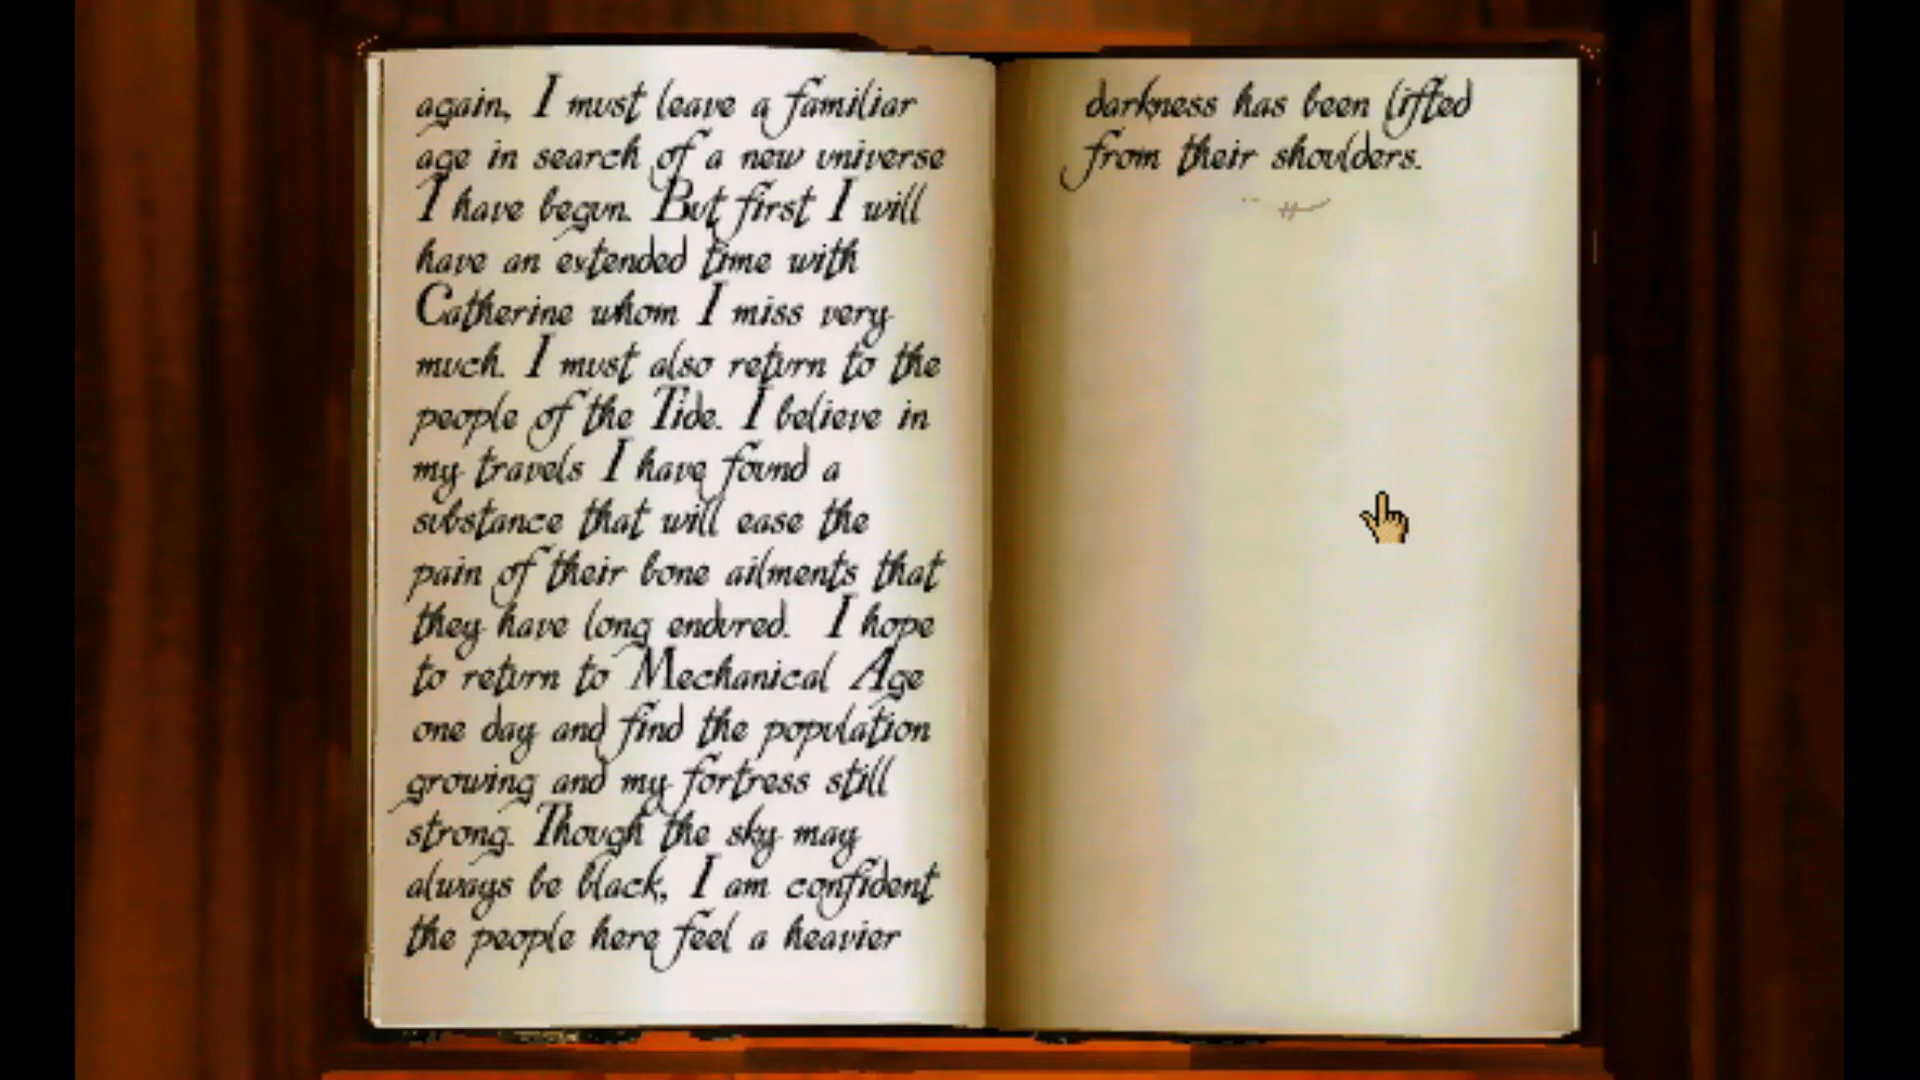 again, I must leave a familiar
age in search of a new universe
I have begun. But first I will
have an extended time with
Catherine whom I miss very
much. I must also return to the
people of the Tide. I believe in
my travels I have found a
substance that will ease the
pain of their bone ailments that
they have long endured. I hope
to return to Mechanical Age
one day and find the population
growing and my fortress still
strong. Though the sky may
always be black, I am confident
the people here feel a heavier
darkness has been lifted
from their shoulders.